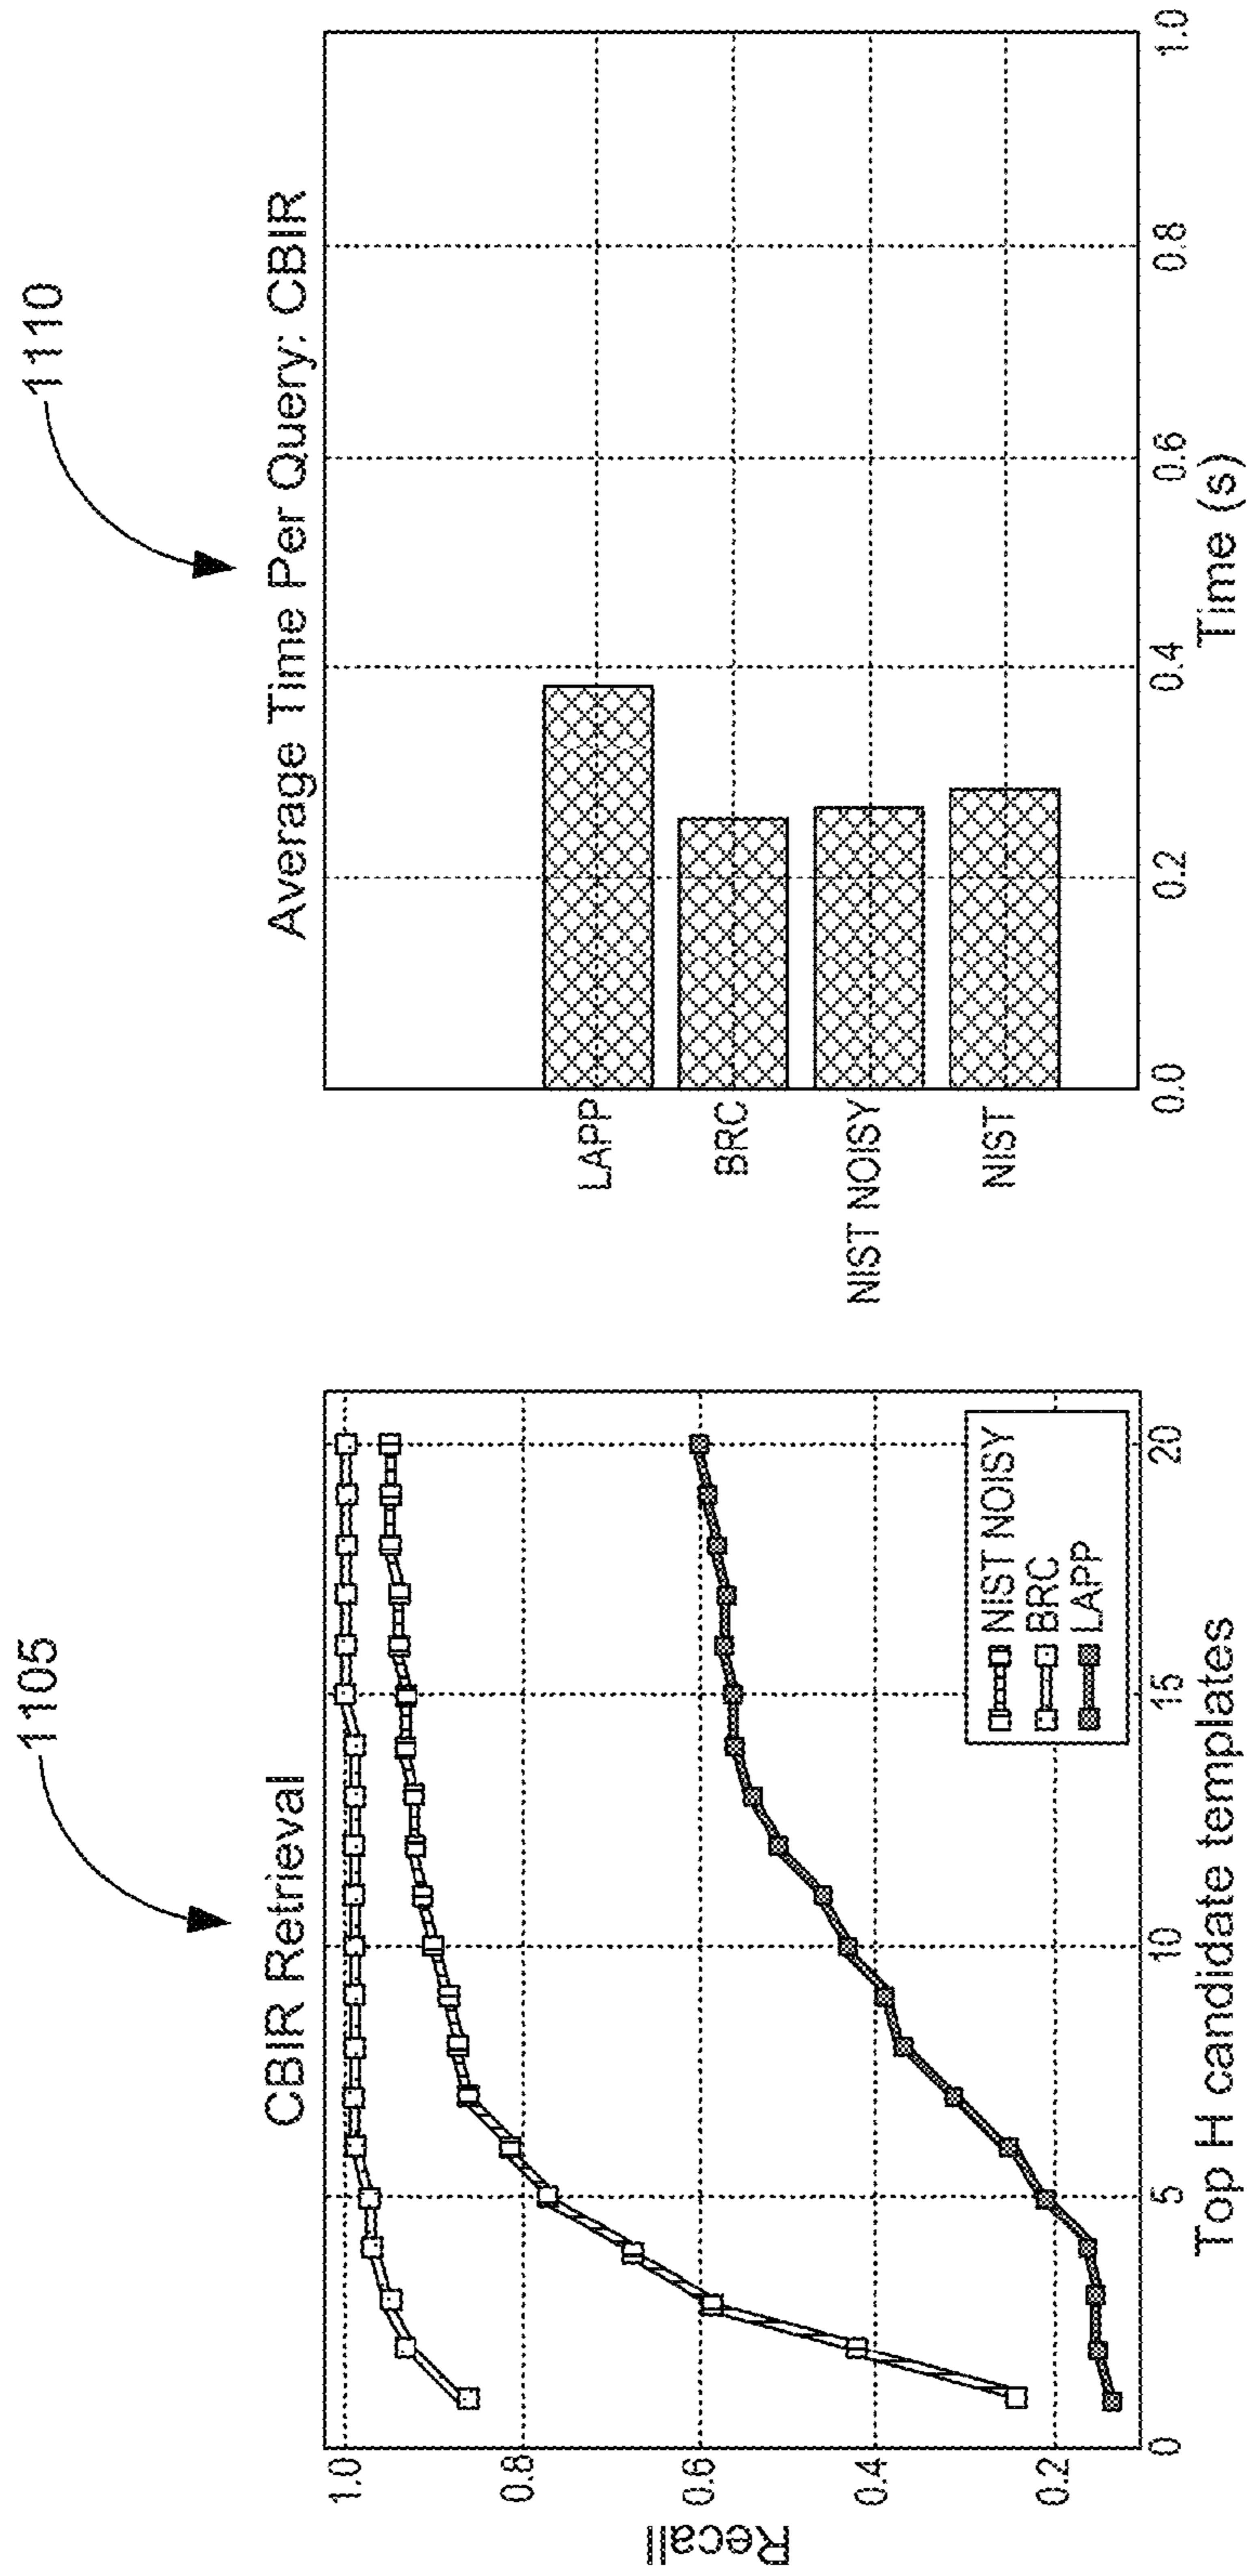 1105
CBIR Retrieval
Recall
1.0
0.8
0.6
0.4
0.2
0
5
10
15
20
Top H candidate templates
NIST NOISY
BRC
LAPP
1110
Average Time Per Query: CBIR
LAPP
BRC
NIST NOISY
NIST
0.0
0.2
0.4
0.6
0.8
1.0
Time (s)